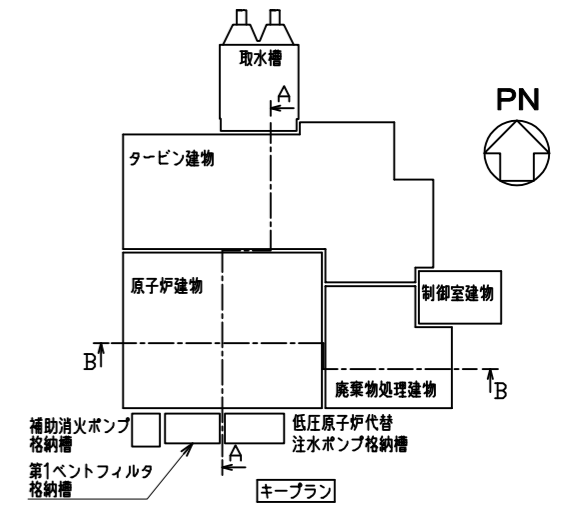 取水槽
A
PN
タービン建物
原子炉建物
制御室建物
B
廃棄物処理建物
B
補助消火ポンプ
格納槽
低圧原子炉代替
注水ポンプ格納槽
A
第1ベントフィルタ
格納槽
キープラン